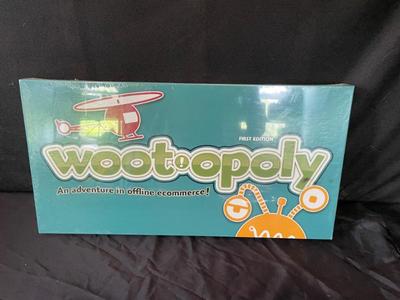 FIRST EDITION
woot!opoly
An adventure in offline ecommerce!